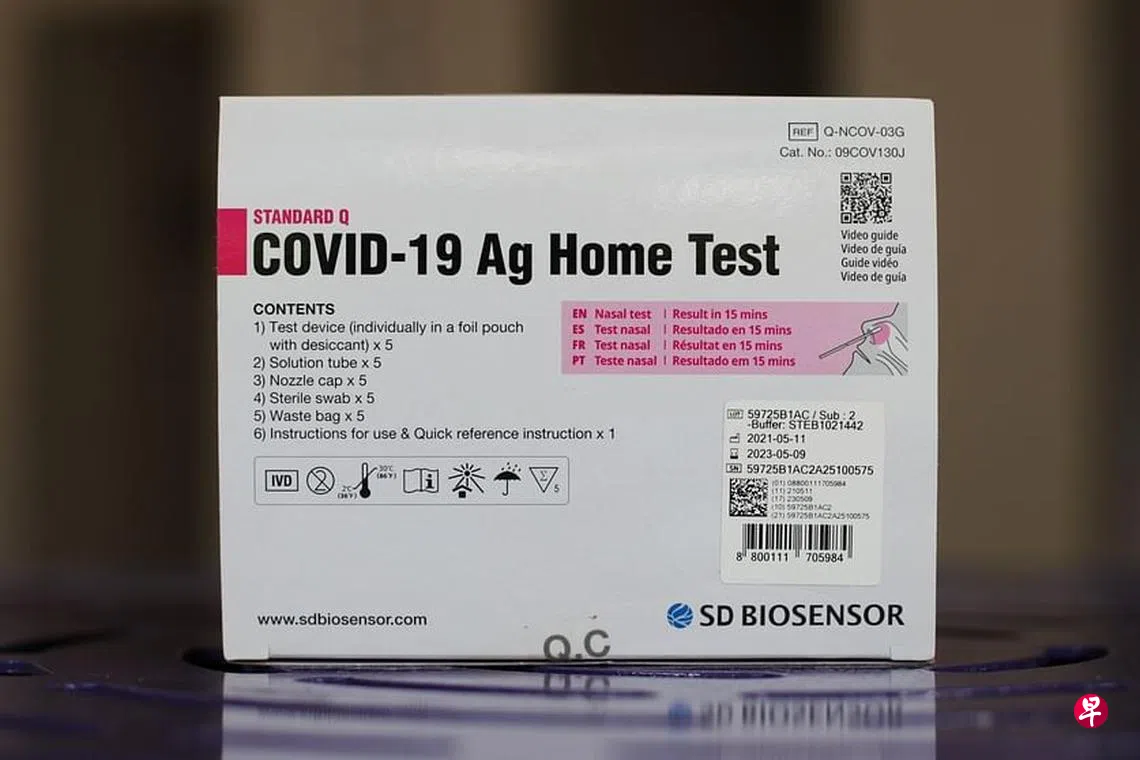 REF Q-NCOV-03G
Cat. No.: 09COV130J
Video guide
Video de guía
Guide vidéo
Video de guía
STANDARD Q
COVID-19 Ag Home Test
CONTENTS
1) Test device (individually in a foil pouch
with desiccant) x 5
2) Solution tube x 5
3) Nozzle cap x 5
4) Sterile swab x 5
5) Waste bag x 5
6) Instructions for use & Quick reference instruction x 1
EN Nasal test | Result in 15 mins
ES Test nasal | Resultado en 15 mins
FR Test nasal | Résultat en 15 mins
PT Teste nasal | Resultado em 15 mins
IVD 2 2℃ (36℉) 30℃ (86℉) i Σ 5
LOT 59725B1AC / Sub : 2
-Buffer: STEB1021442
2021-05-11
2023-05-09
SN 59725B1AC2A25100575
(01) 08800111705984
(11) 210511
(17) 230509
(10) 59725B1AC2
(21) 59725B1AC2A25100575
8 800111 705984
www.sdbiosensor.com
SD BIOSENSOR
Q.C
早